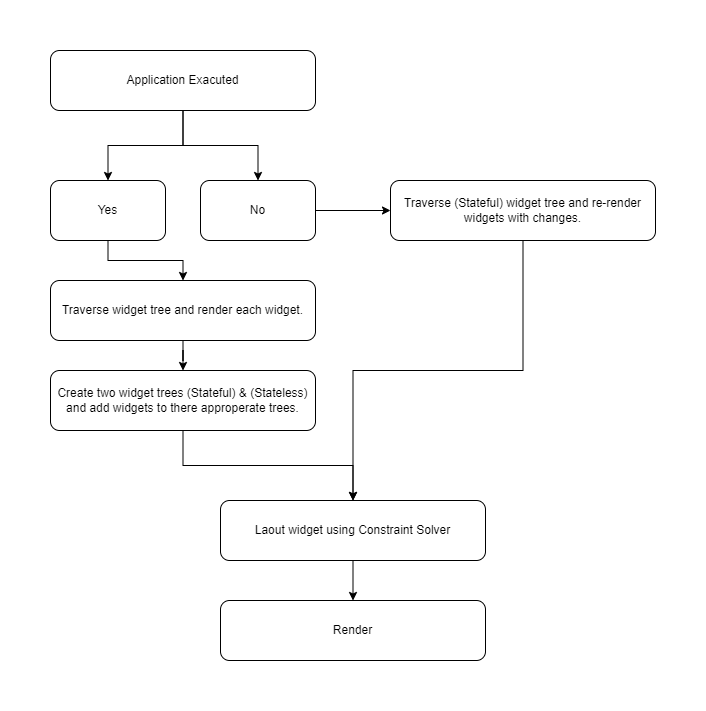 Application Exacuted
Yes
No
Traverse (Stateful) widget tree and re-render
widgets with changes.
Traverse widget tree and render each widget.
Create two widget trees (Stateful) & (Stateless)
and add widgets to there approperate trees.
Laout widget using Constraint Solver
Render